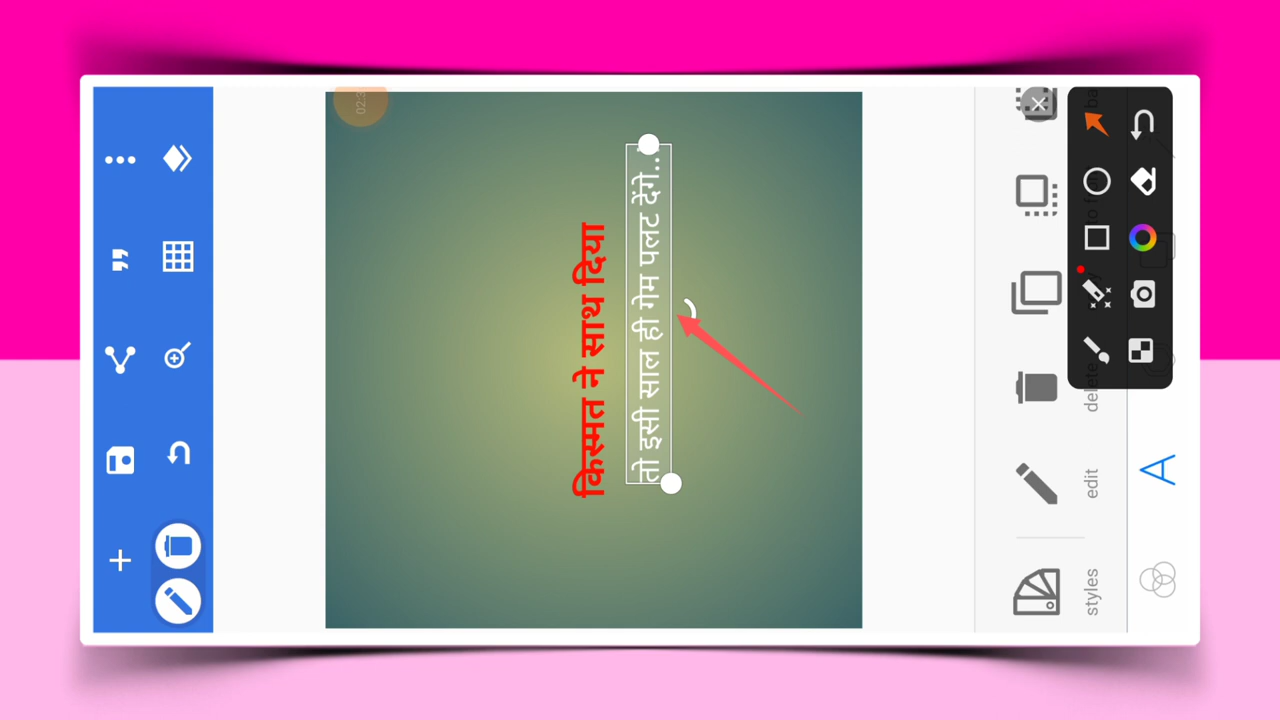 किस्मत ने साथ दिया
तो इसी साल ही गेम पलट देंगे..
styles
edit
delete